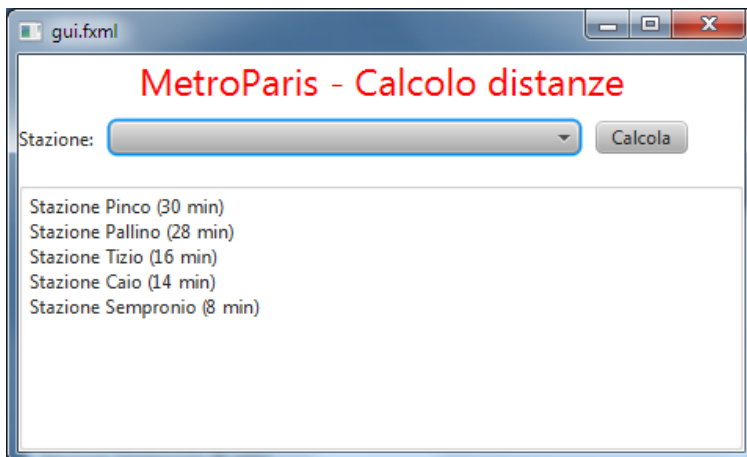 gui.fxml
MetroParis - Calcolo distanze
Stazione: Calcola
Stazione Pinco (30 min)
Stazione Pallino (28 min)
Stazione Tizio (16 min)
Stazione Caio (14 min)
Stazione Sempronio (8 min)